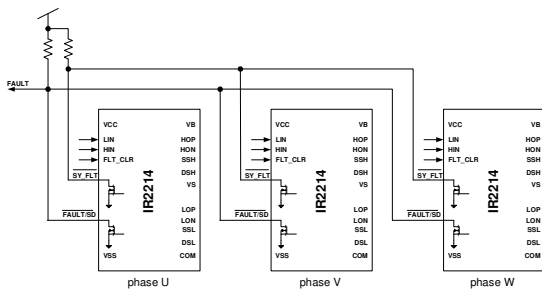 FAULT
VCC VB
LIN HOP
HIN HON
FLT_CLR SSH
DSH
SY_FLT VS
IR2214
LOP
FAULT/SD LON
SSL
DSL
VSS COM
phase U
VCC VB
LIN HOP
HIN HON
FLT_CLR SSH
DSH
SY_FLT VS
IR2214
LOP
FAULT/SD LON
SSL
DSL
VSS COM
phase V
VCC VB
LIN HOP
HIN HON
FLT_CLR SSH
DSH
SY_FLT VS
IR2214
LOP
FAULT/SD LON
SSL
DSL
VSS COM
phase W